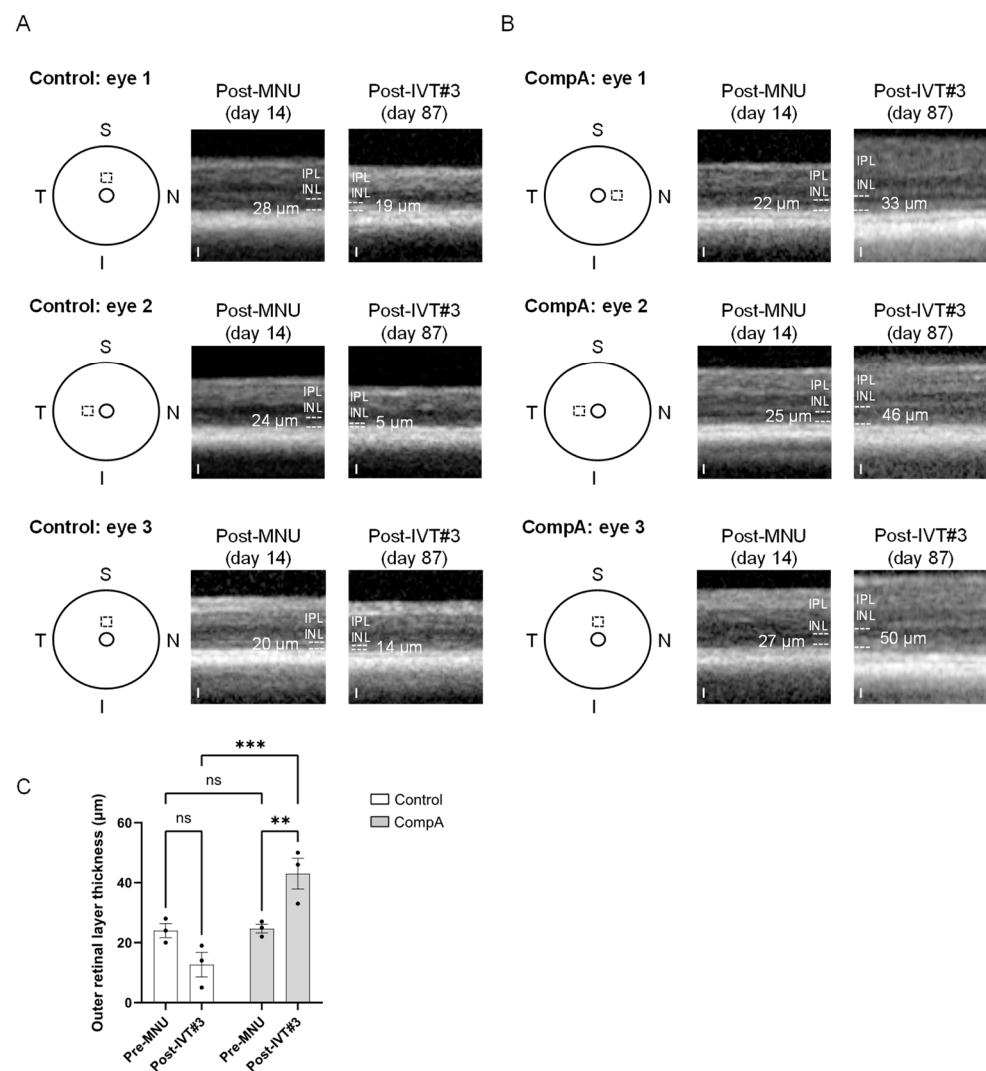 A
B
Control: eye 1
Post-MNU
(day 14)
Post-IVT#3
(day 87)
S
T
N
I
IPL
INL
28 µm
IPL
INL
19 µm
CompA: eye 1
Post-MNU
(day 14)
Post-IVT#3
(day 87)
S
T
N
I
IPL
INL
22 µm
IPL
INL
33 µm
Control: eye 2
Post-MNU
(day 14)
Post-IVT#3
(day 87)
S
T
N
I
IPL
INL
24 µm
IPL
INL
5 µm
CompA: eye 2
Post-MNU
(day 14)
Post-IVT#3
(day 87)
S
T
N
I
IPL
INL
25 µm
IPL
INL
46 µm
Control: eye 3
Post-MNU
(day 14)
Post-IVT#3
(day 87)
S
T
N
I
IPL
INL
20 µm
IPL
INL
14 µm
CompA: eye 3
Post-MNU
(day 14)
Post-IVT#3
(day 87)
S
T
N
I
IPL
INL
27 µm
IPL
INL
50 µm
C
***
ns
ns
**
Control
CompA
Outer retinal layer thickness (µm)
60
40
20
0
Pre-MNU
Post-IVT#3
Pre-MNU
Post-IVT#3